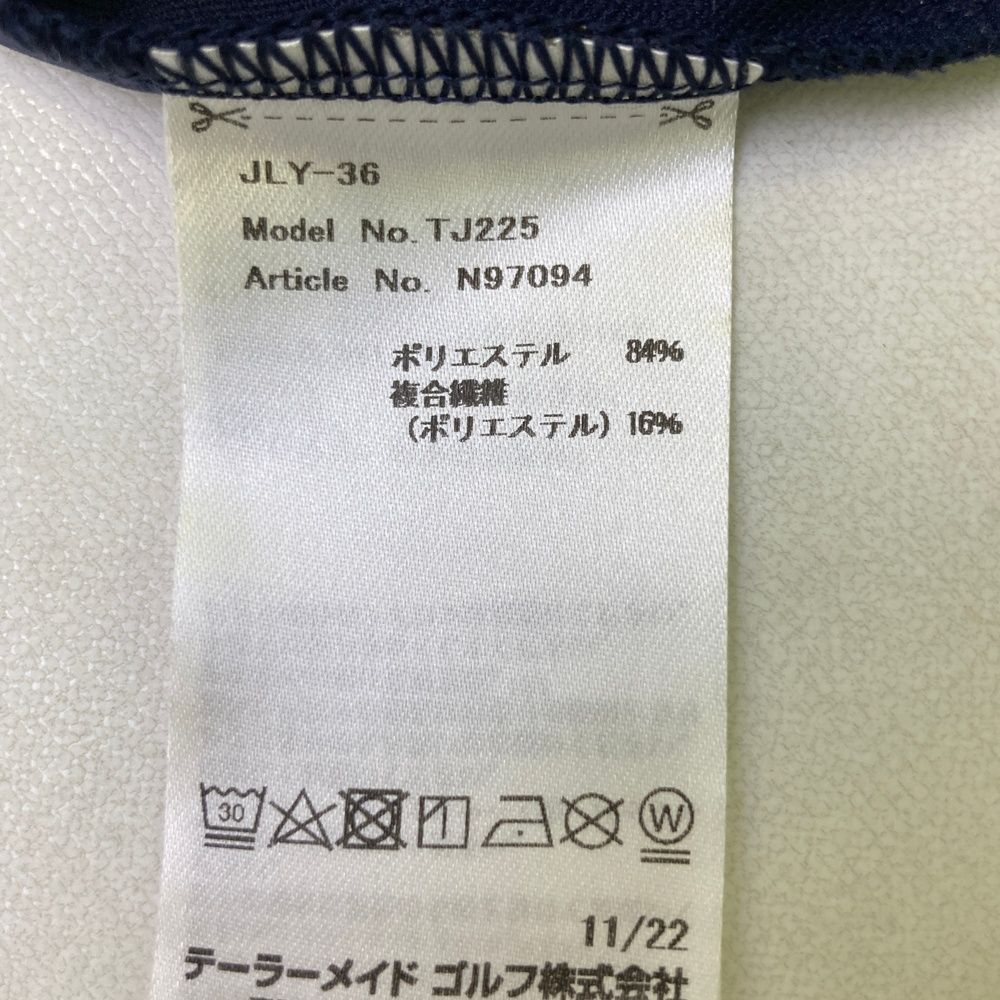 JLY-36
Model No. TJ225
Article No. N97094
ポリエステル 84%
複合繊維
(ポリエステル) 16%
30
W
11/22
テーラーメイド ゴルフ株式会社